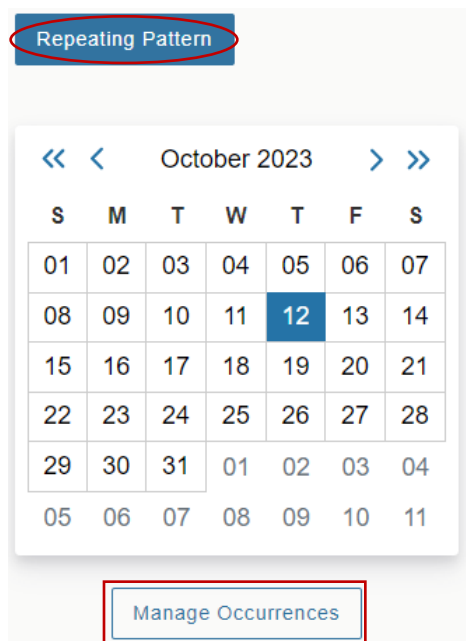 Repeating Pattern
« < October 2023 > »
S M T W T F S
01 02 03 04 05 06 07
08 09 10 11 12 13 14
15 16 17 18 19 20 21
22 23 24 25 26 27 28
29 30 31 01 02 03 04
05 06 07 08 09 10 11
Manage Occurrences